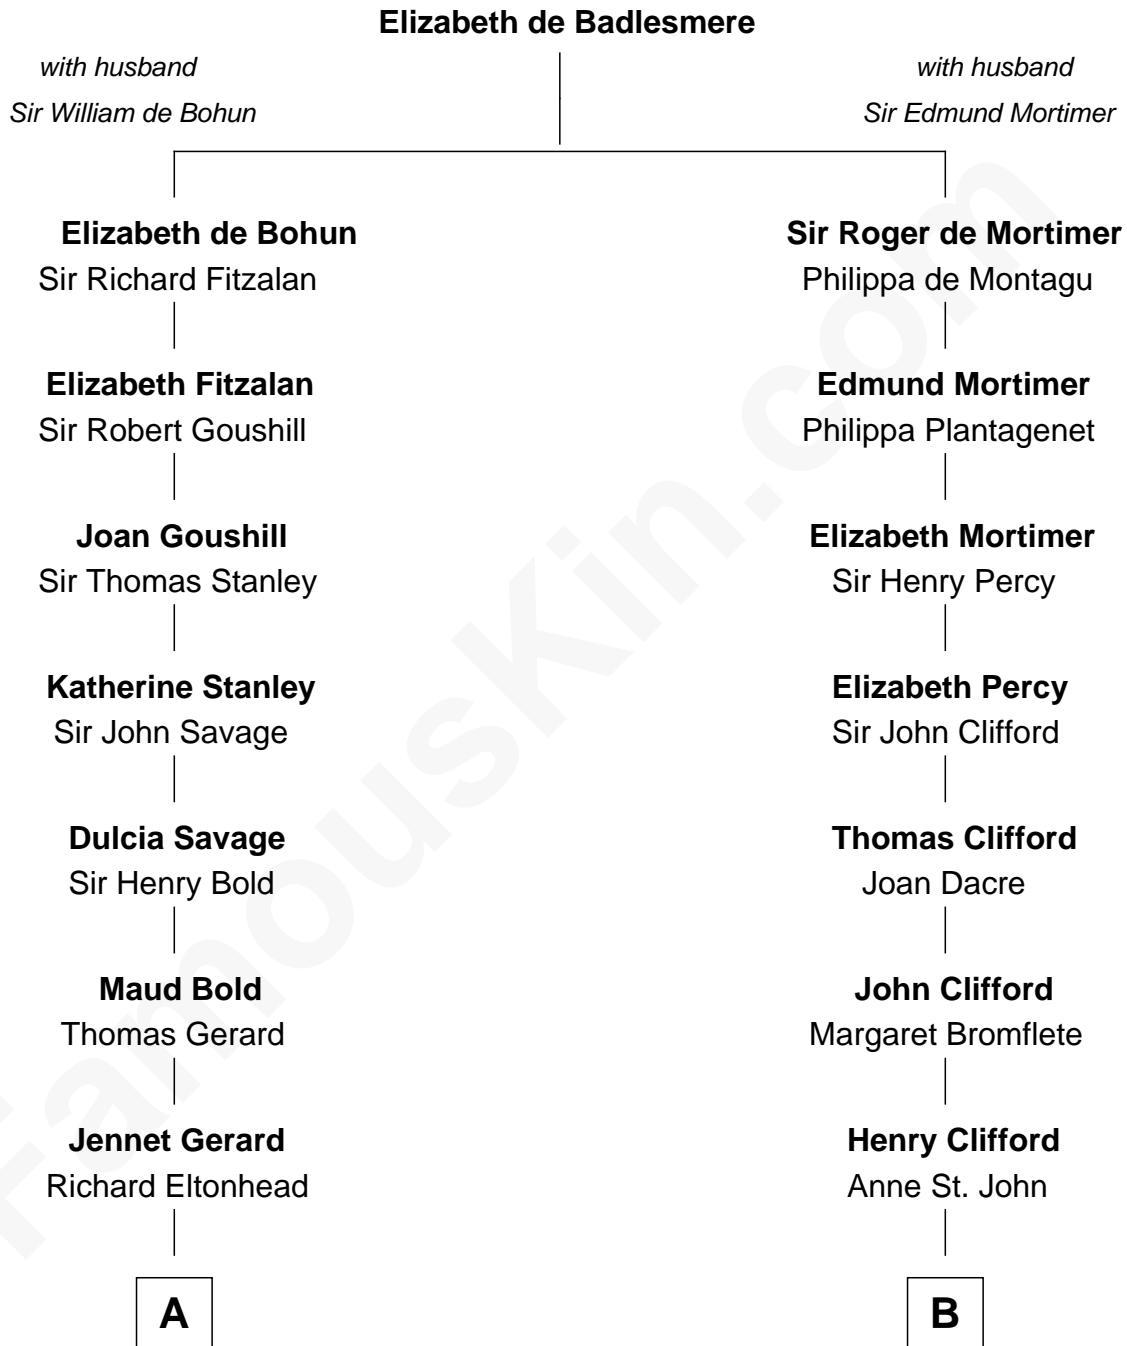 Elizabeth de Badlesmere
with husband
Sir William de Bohun
with husband
Sir Edmund Mortimer
Elizabeth de Bohun
Sir Richard Fitzalan
Sir Roger de Mortimer
Philippa de Montagu
Elizabeth Fitzalan
Sir Robert Goushill
Edmund Mortimer
Philippa Plantagenet
Joan Goushill
Sir Thomas Stanley
Elizabeth Mortimer
Sir Henry Percy
Katherine Stanley
Sir John Savage
Elizabeth Percy
Sir John Clifford
Dulcia Savage
Sir Henry Bold
Thomas Clifford
Joan Dacre
Maud Bold
Thomas Gerard
John Clifford
Margaret Bromflete
Jennet Gerard
Richard Eltonhead
Henry Clifford
Anne St. John
A
B
FamousKin.com